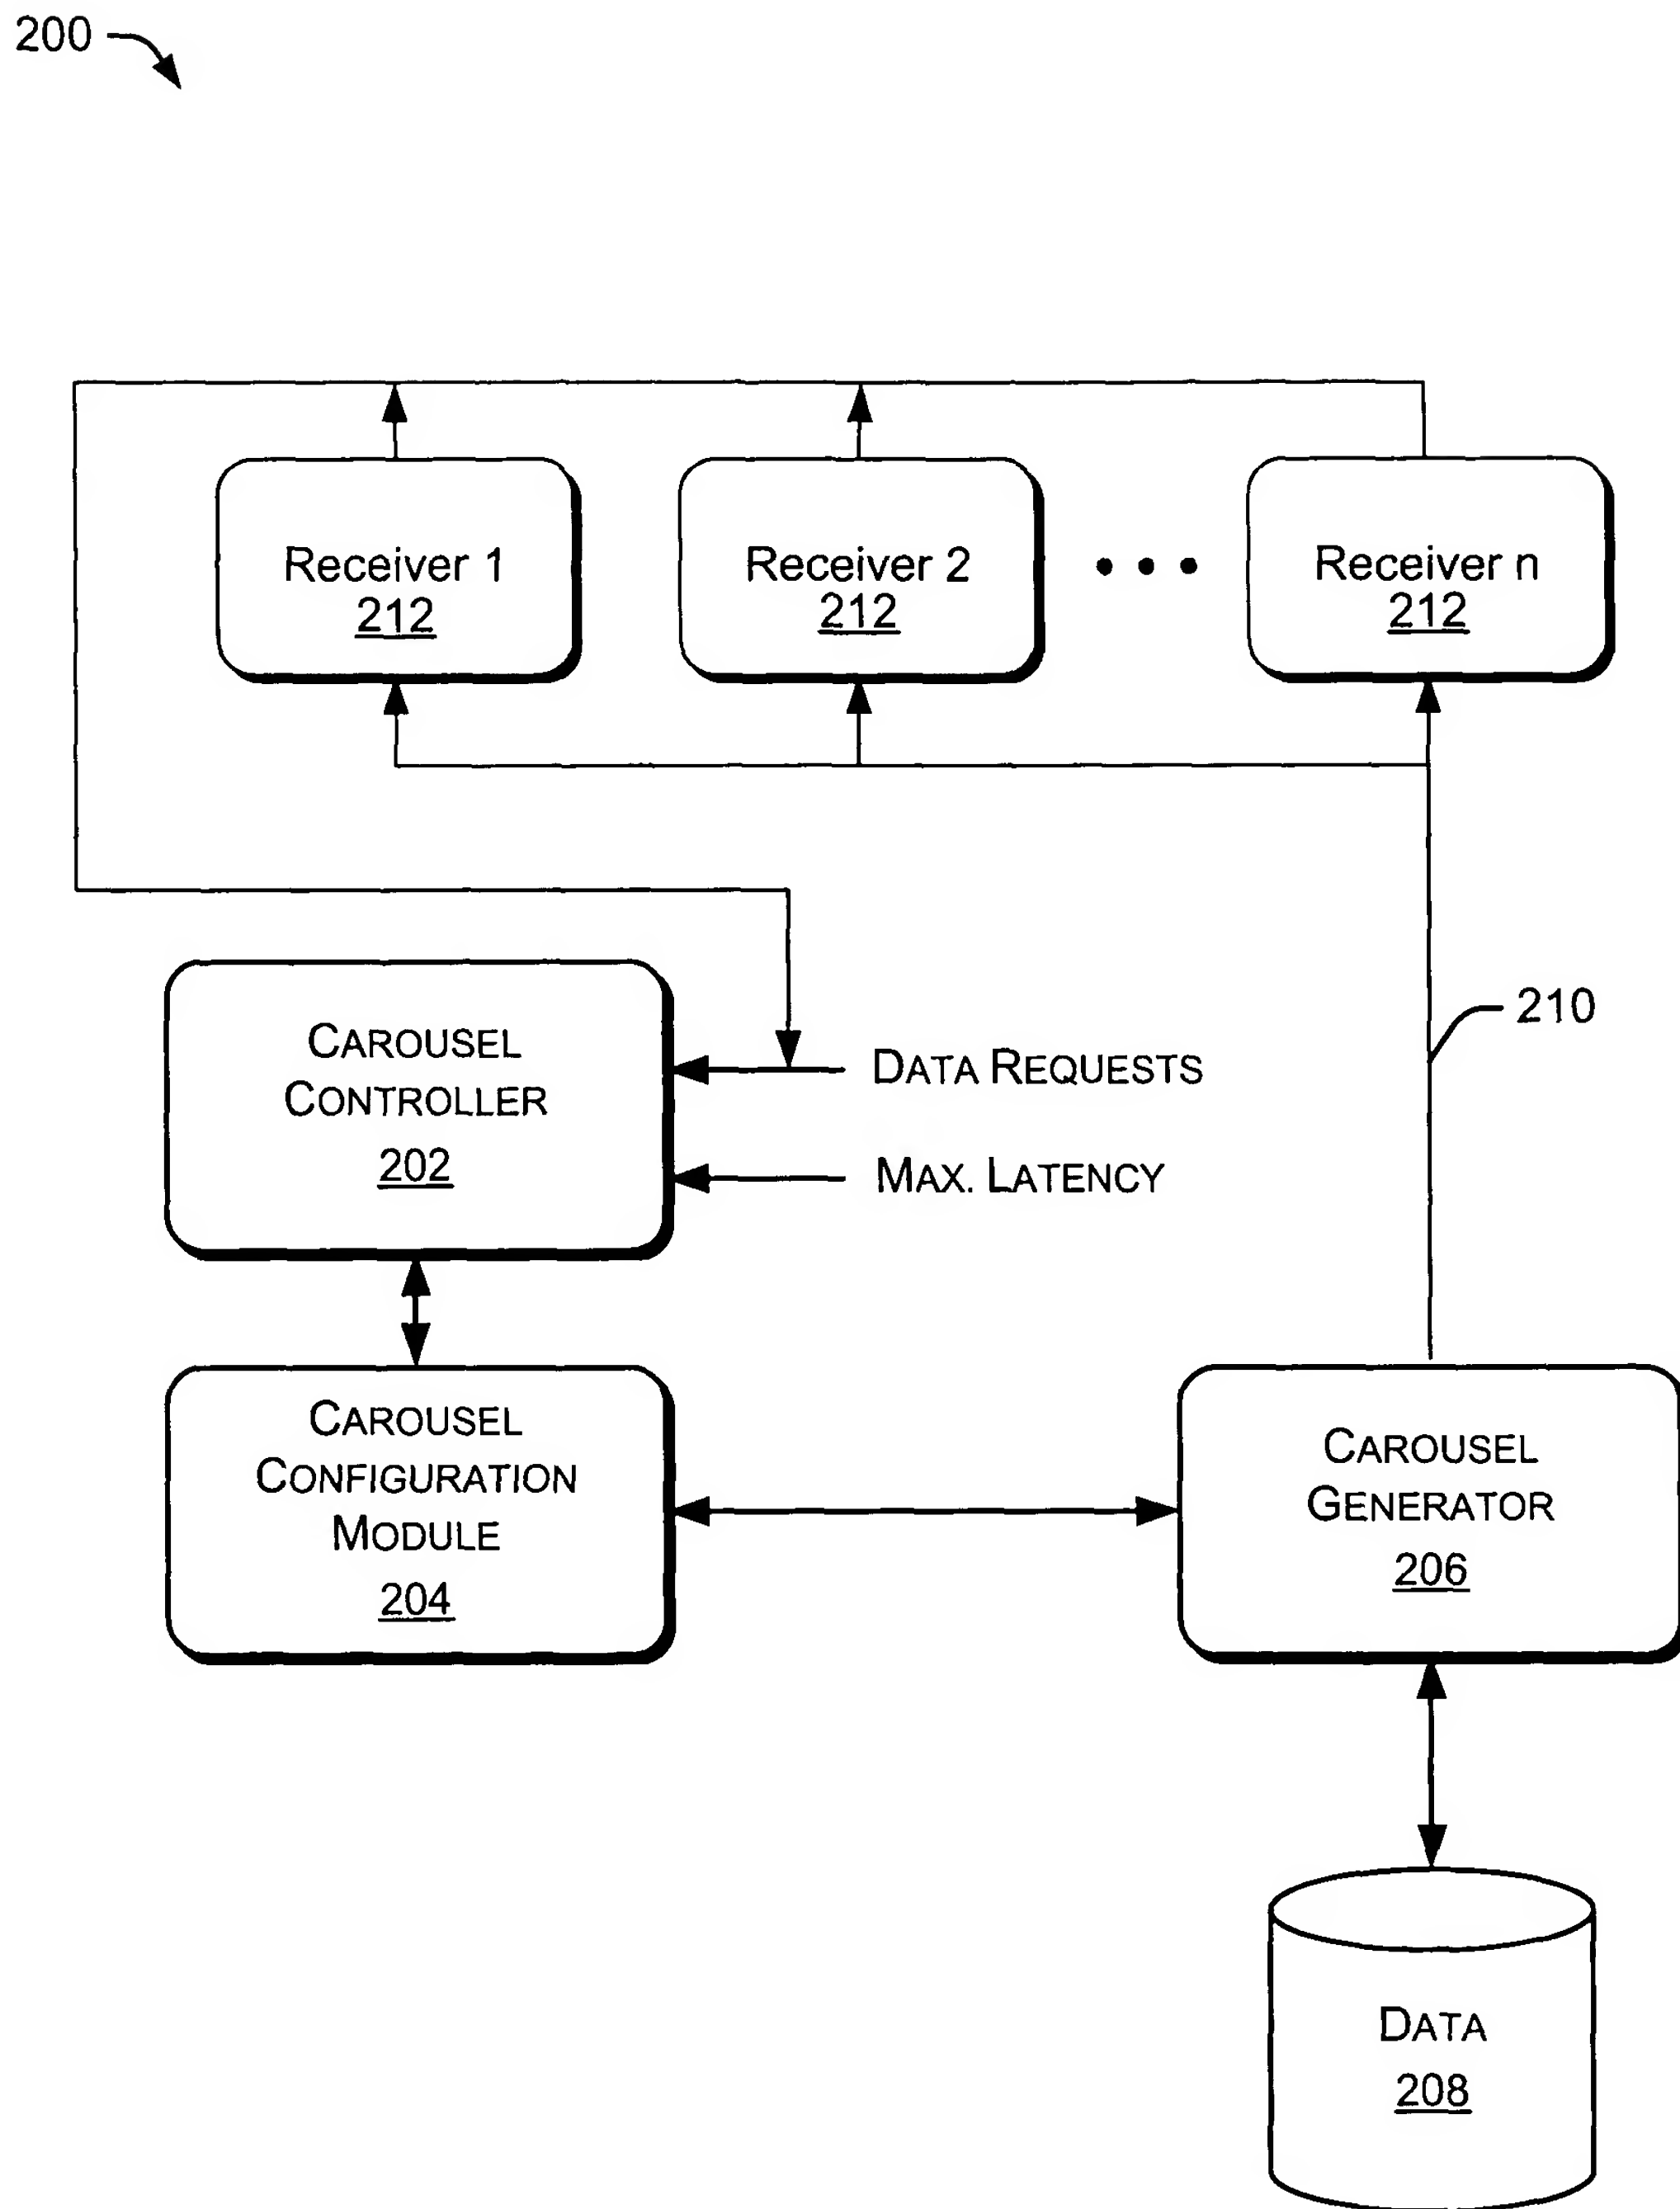 200
Receiver 1
212
Receiver 2
212
Receiver n
212
210
CAROUSEL
CONTROLLER
202
DATA REQUESTS
MAX. LATENCY
CAROUSEL
CONFIGURATION
MODULE
204
CAROUSEL
GENERATOR
206
DATA
208